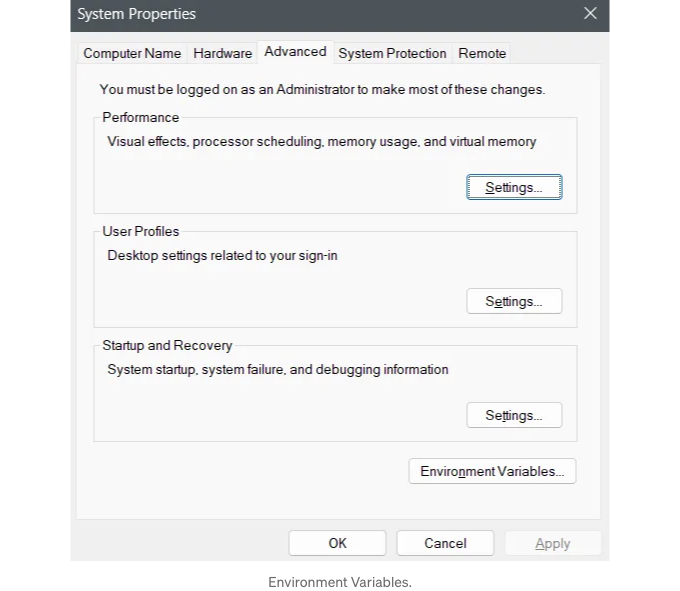 System Properties
Computer Name Hardware Advanced System Protection Remote
You must be logged on as an Administrator to make most of these changes.
Performance
Visual effects, processor scheduling, memory usage, and virtual memory
Settings...
User Profiles
Desktop settings related to your sign-in
Settings...
Startup and Recovery
System startup, system failure, and debugging information
Settings...
Environment Variables...
OK Cancel Apply
Environment Variables.